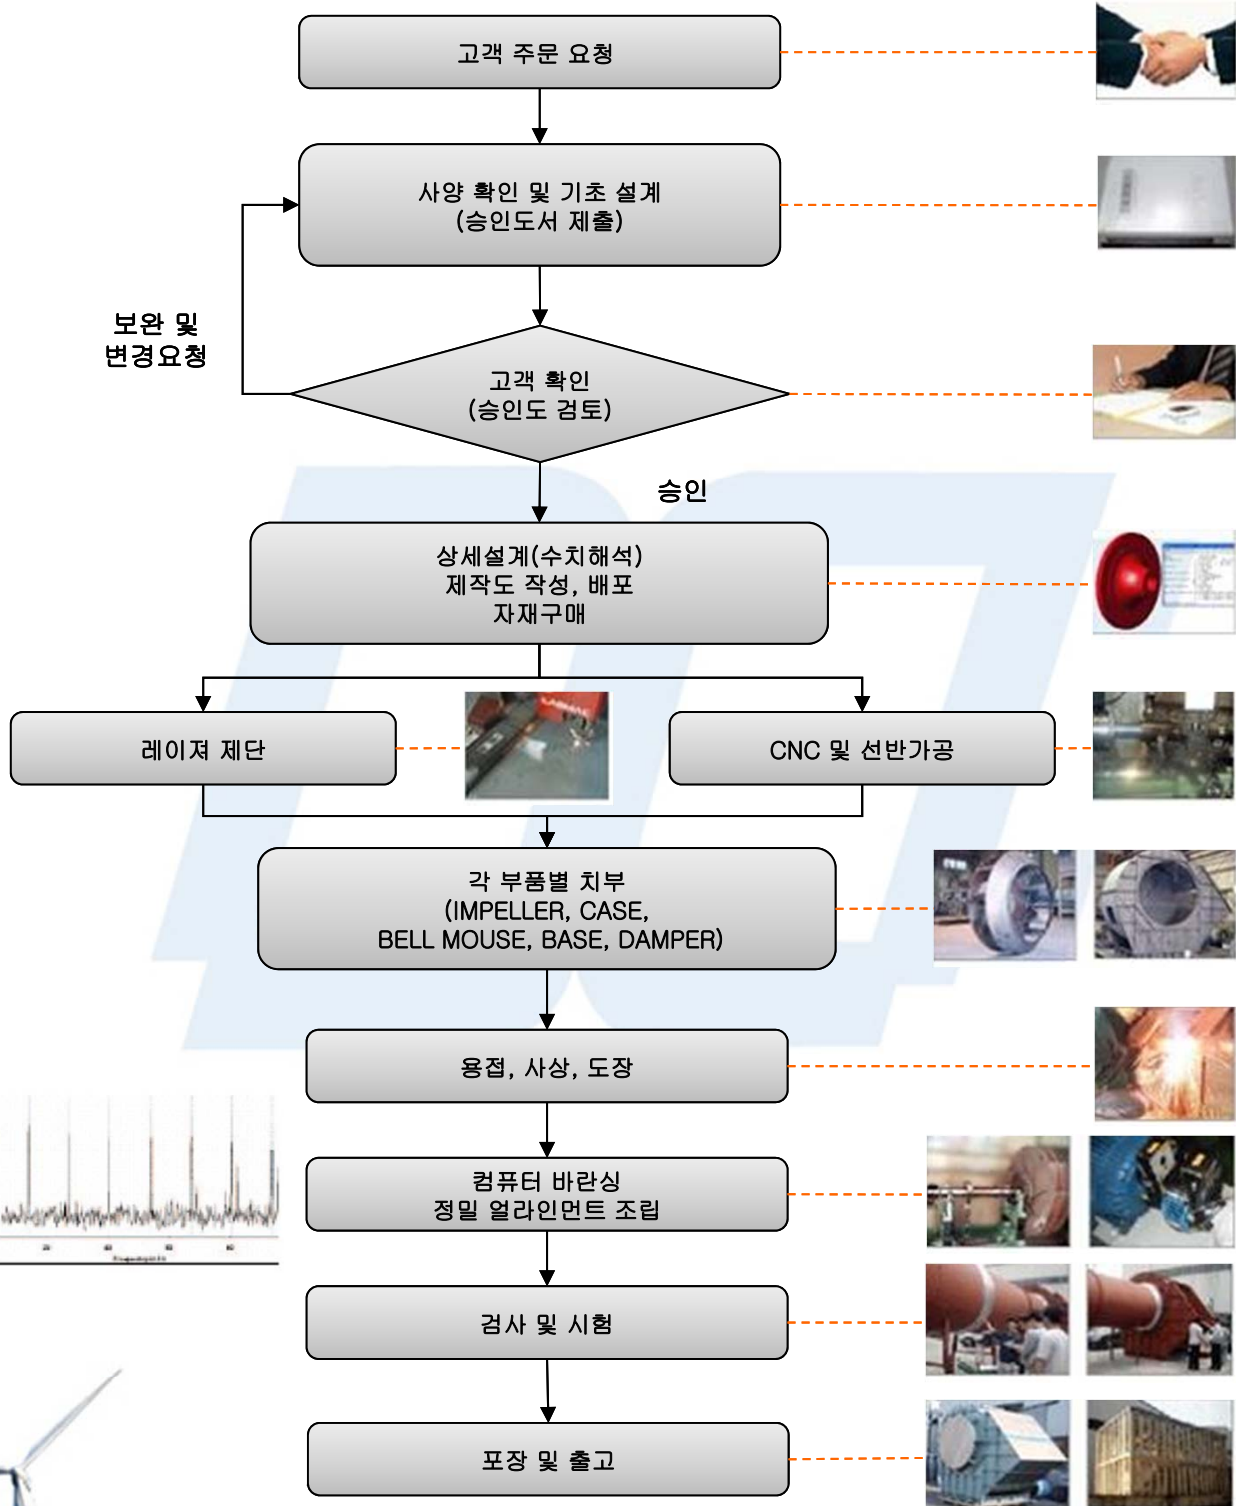 고객 주문 요청
사양 확인 및 기초 설계
(승인도서 제출)
보완 및
변경요청
고객 확인
(승인도 검토)
승인
상세설계(수치해석)
제작도 작성, 배포
자재구매
레이져 제단
CNC 및 선반가공
각 부품별 치부
(IMPELLER, CASE,
BELL MOUSE, BASE, DAMPER)
용접, 사상, 도장
컴퓨터 바란싱
정밀 얼라인먼트 조립
검사 및 시험
포장 및 출고